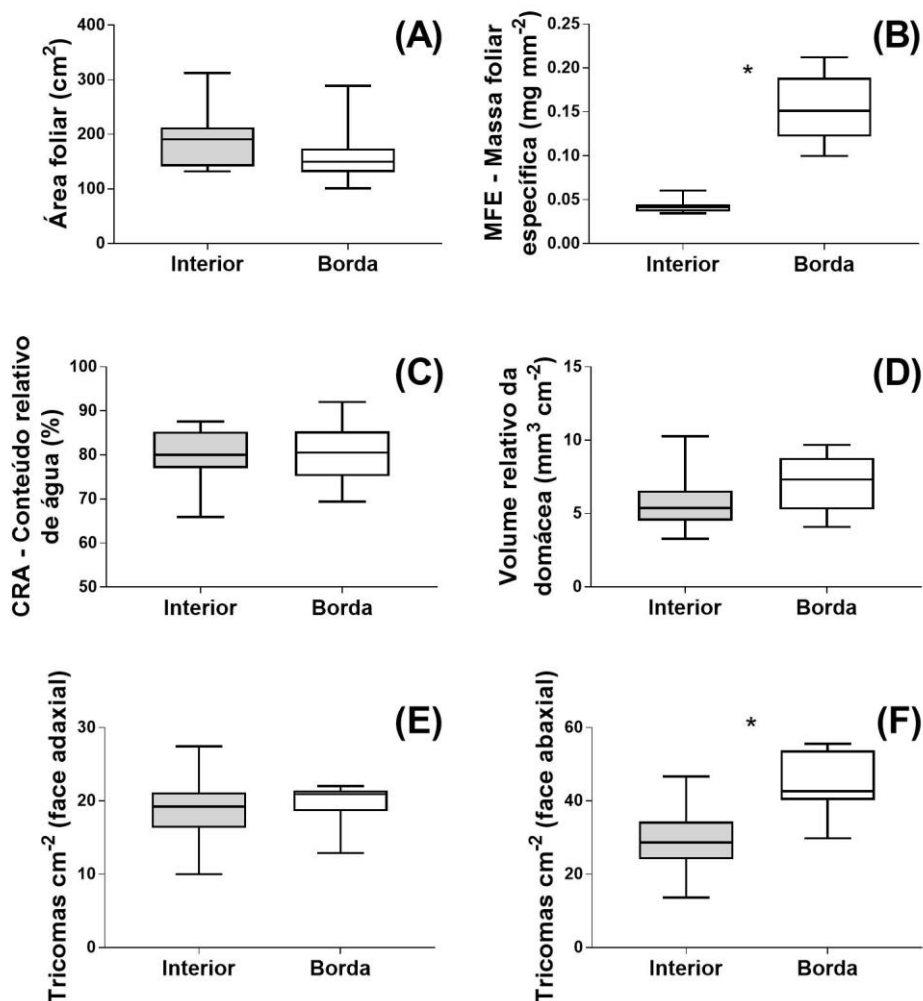 (A)
Área foliar (cm²)
400
300
200
100
0
Interior Borda
(B)
MFE - Massa foliar
específica (mg mm⁻²)
0.25
0.20
0.15
0.10
0.05
0.00
*
Interior Borda
(C)
CRA - Conteúdo relativo
de água (%)
100
90
80
70
60
50
Interior Borda
(D)
Volume relativo da
domácea (mm³ cm⁻²)
15
10
5
0
Interior Borda
(E)
Tricomas cm⁻² (face adaxial)
30
20
10
0
Interior Borda
(F)
Tricomas cm⁻² (face abaxial)
60
40
20
0
*
Interior Borda